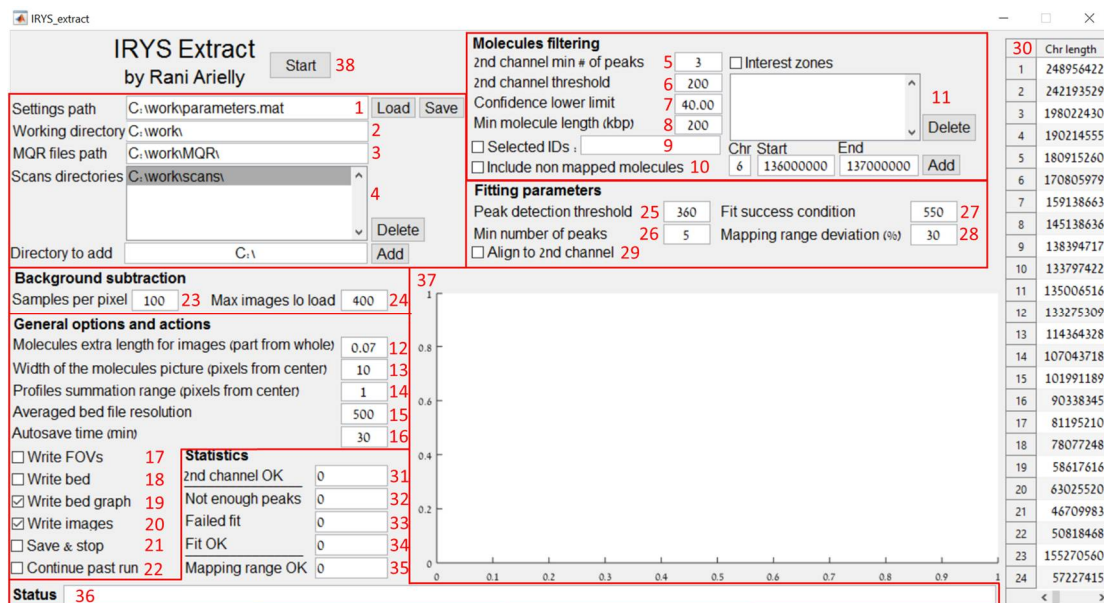 IRYS_extract
IRYS Extract
by Rani Arielly
Start 38
Settings path C:\work\parameters.mat 1 Load Save
Working directory C:\work\ 2
MQR files path C:\work\MQR\ 3
Scans directories C:\work\scans\
4
Delete
Directory to add C:\ Add
Molecules filtering
2nd channel min # of peaks 5 3
2nd channel threshold 6 200
Confidence lower limit 7 40.00
Min molecule length (kbp) 8 200
Selected IDs : 9
Include non mapped molecules 10
Interest zones
11
Delete
Chr Start End
6 136000000 137000000 Add
Fitting parameters
Peak detection threshold 25 360 Fit success condition 550 27
Min number of peaks 26 5 Mapping range deviation (%) 30 28
Align to 2nd channel 29
Background subtraction
Samples per pixel 100 23 Max images lo load 400 24
General options and actions
Molecules extra length for images (part from whole) 0.07 12
Width of the molecules picture (pixels from center) 10 13
Profiles summation range (pixels from center) 1 14
Averaged bed file resolution 500 15
Autosave time (min) 30 16
Write FOVs 17
Write bed 18
Write bed graph 19
Write images 20
Save & stop 21
Continue past run 22
Statistics
2nd channel OK 0 31
Not enough peaks 0 32
Failed fit 0 33
Fit OK 0 34
Mapping range OK 0 35
37
1
0.8
0.6
0.4
0.2
0
0 0.1 0.2 0.3 0.4 0.5 0.6 0.7 0.8 0.9 1
30 Chr length
1 248956422
2 242193529
3 198022430
4 190214555
5 180915260
6 170805979
7 159138663
8 145138636
9 138394717
10 133797422
11 135006516
12 133275309
13 114364328
14 107043718
15 101991189
16 90338345
17 81195210
18 78077248
19 58617616
20 63025520
21 46709983
22 50818468
23 155270560
24 57227415
Status 36